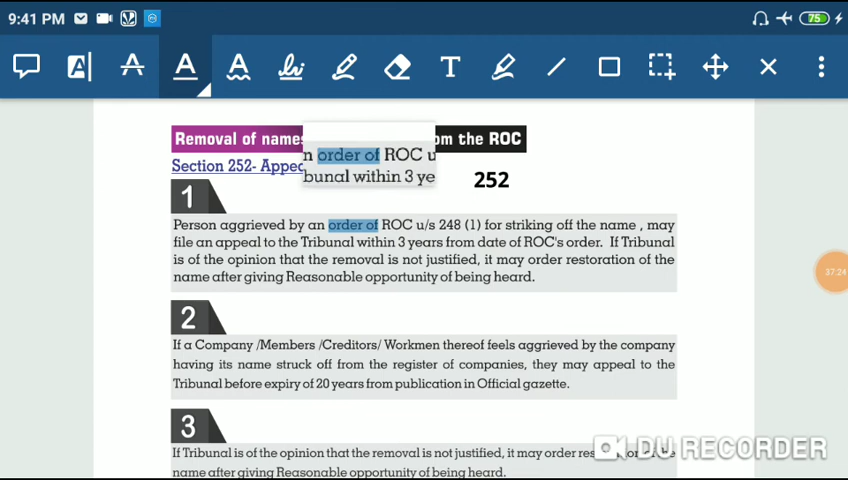 9:41 PM
75
Removal of names om the ROC
n order of ROC u
bunal within 3 ye
Section 252- Appe
252
1
Person aggrieved by an order of ROC u/s 248 (1) for striking off the name , may
file an appeal to the Tribunal within 3 years from date of ROC's order. If Tribunal
is of the opinion that the removal is not justified, it may order restoration of the
name after giving Reasonable opportunity of being heard.
37:24
2
If a Company /Members /Creditors/ Workmen thereof feels aggrieved by the company
having its name struck off from the register of companies, they may appeal to the
Tribunal before expiry of 20 years from publication in Official gazette.
3
If Tribunal is of the opinion that the removal is not justified, it may order
name after giving Reasonable opportunity of being heard.
DU RECORDER